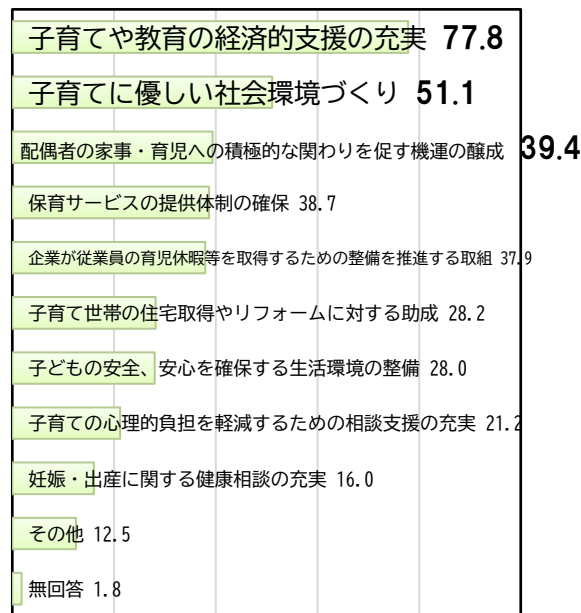 子育てや教育の経済的支援の充実 77.8
子育てに優しい社会環境づくり 51.1
配偶者の家事・育児への積極的な関わりを促す機運の醸成 39.4
保育サービスの提供体制の確保 38.7
企業が従業員の育児休暇等を取得するための整備を推進する取組 37.9
子育て世帯の住宅取得やリフォームに対する助成 28.2
子どもの安全、安心を確保する生活環境の整備 28.0
子育ての心理的負担を軽減するための相談支援の充実 21.2
妊娠・出産に関する健康相談の充実 16.0
その他 12.5
無回答 1.8